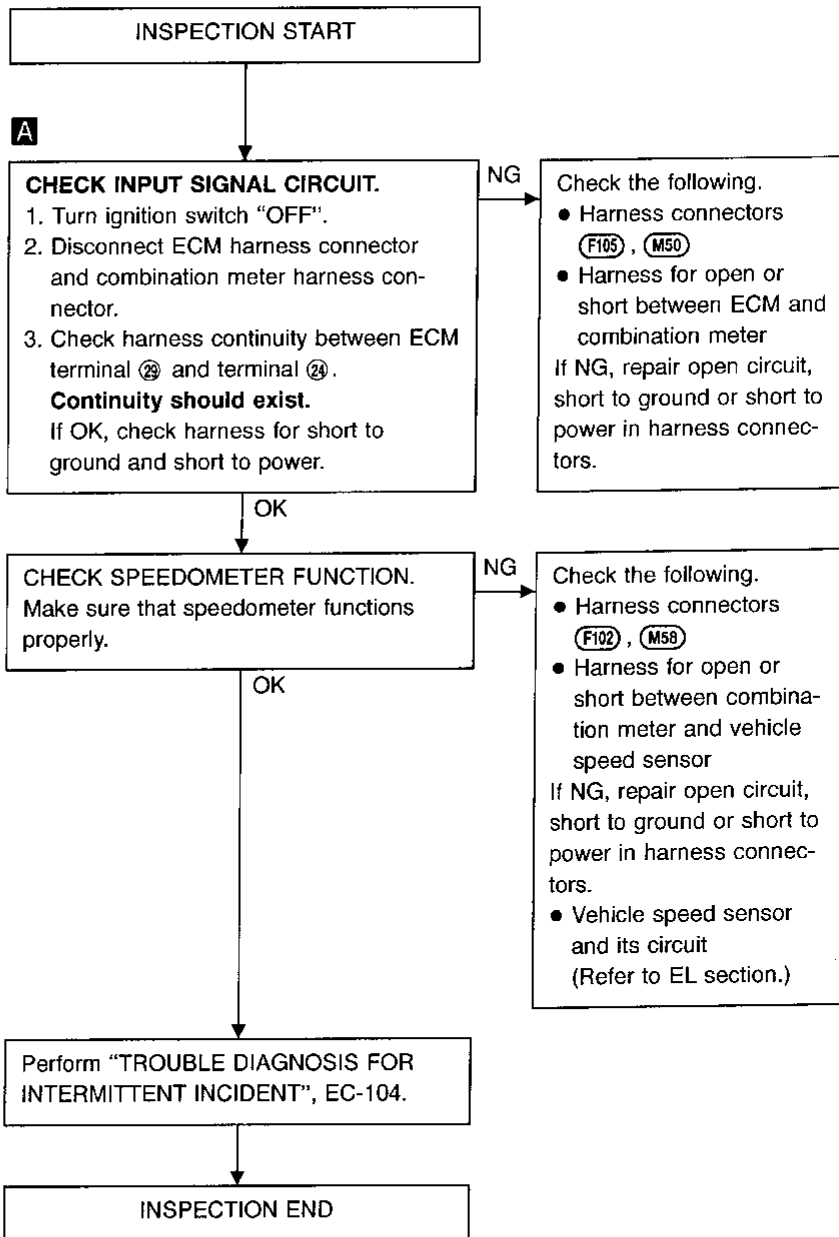 INSPECTION START
A
CHECK INPUT SIGNAL CIRCUIT.
1. Turn ignition switch “OFF”.
2. Disconnect ECM harness connector
and combination meter harness con-
nector.
3. Check harness continuity between ECM
terminal ㉙ and terminal ㉔.
Continuity should exist.
If OK, check harness for short to
ground and short to power.
NG
Check the following.
● Harness connectors
F105 , M50
● Harness for open or
short between ECM and
combination meter
If NG, repair open circuit,
short to ground or short to
power in harness connec-
tors.
OK
CHECK SPEEDOMETER FUNCTION.
Make sure that speedometer functions
properly.
NG
Check the following.
● Harness connectors
F102 , M58
● Harness for open or
short between combina-
tion meter and vehicle
speed sensor
If NG, repair open circuit,
short to ground or short to
power in harness connec-
tors.
● Vehicle speed sensor
and its circuit
(Refer to EL section.)
OK
Perform “TROUBLE DIAGNOSIS FOR
INTERMITTENT INCIDENT”, EC-104.
INSPECTION END